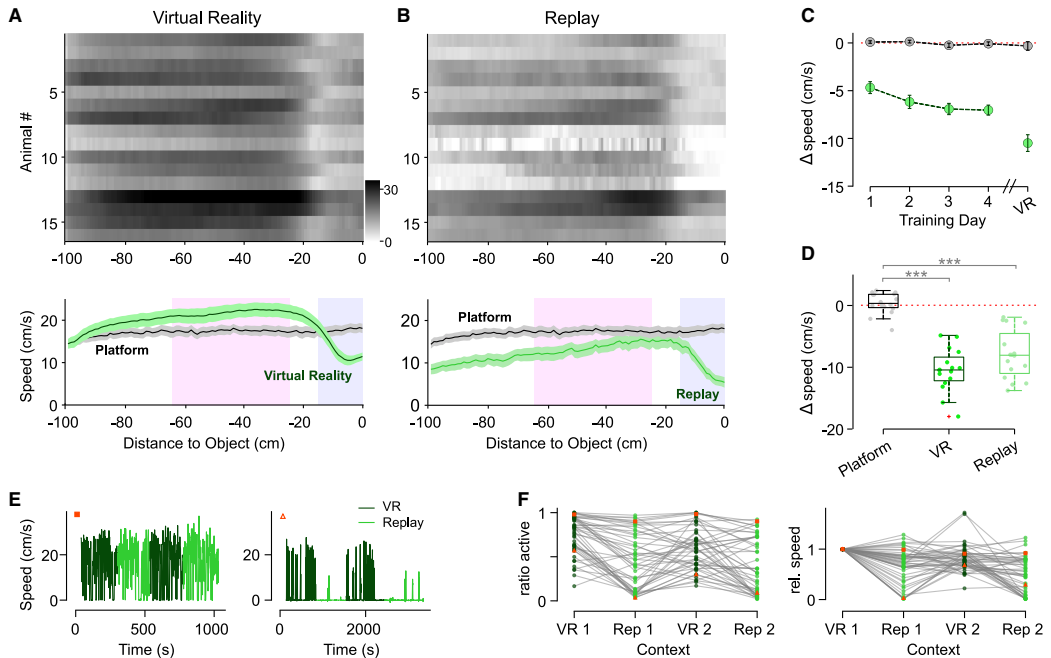 A
Virtual Reality
Animal #
5
10
15
-100
-80
-60
-40
-20
0
30
0
Speed (cm/s)
20
10
0
Platform
Virtual Reality
-100
-80
-60
-40
-20
0
Distance to Object (cm)
B
Replay
5
10
15
-100
-80
-60
-40
-20
0
20
10
0
Platform
Replay
-100
-80
-60
-40
-20
0
Distance to Object (cm)
C
Δ speed (cm/s)
0
-5
-10
-15
1
2
3
4
//
VR
Training Day
D
***
***
Δ speed (cm/s)
0
-10
-20
Platform
VR
Replay
E
VR
Replay
Speed (cm/s)
20
0
0
500
1000
Time (s)
20
0
0
2000
Time (s)
F
ratio active
1
0.5
0
VR 1
Rep 1
VR 2
Rep 2
Context
rel. speed
1
0
VR 1
Rep 1
VR 2
Rep 2
Context